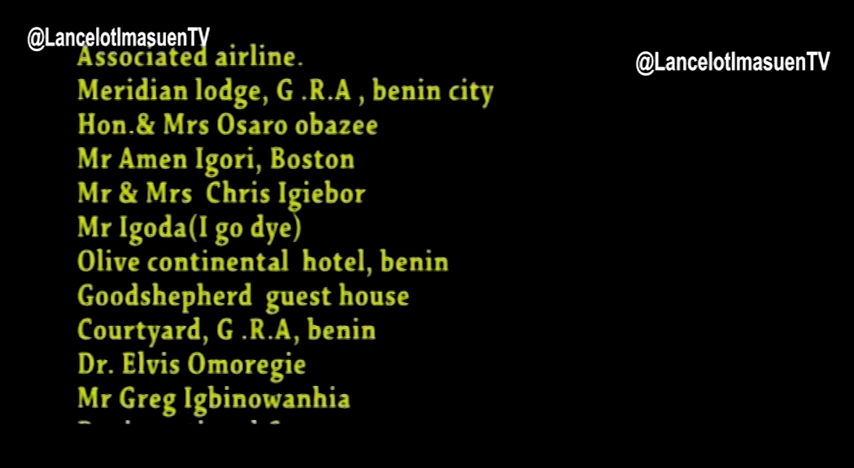 @LancelotImasuenTV
@LancelotImasuenTV
Associated airline.
Meridian lodge, G .R.A , benin city
Hon.& Mrs Osaro obazee
Mr Amen Igori, Boston
Mr & Mrs Chris Igiebor
Mr Igoda(I go dye)
Olive continental hotel, benin
Goodshepherd guest house
Courtyard, G .R.A, benin
Dr. Elvis Omoregie
Mr Greg Igbinowanhia